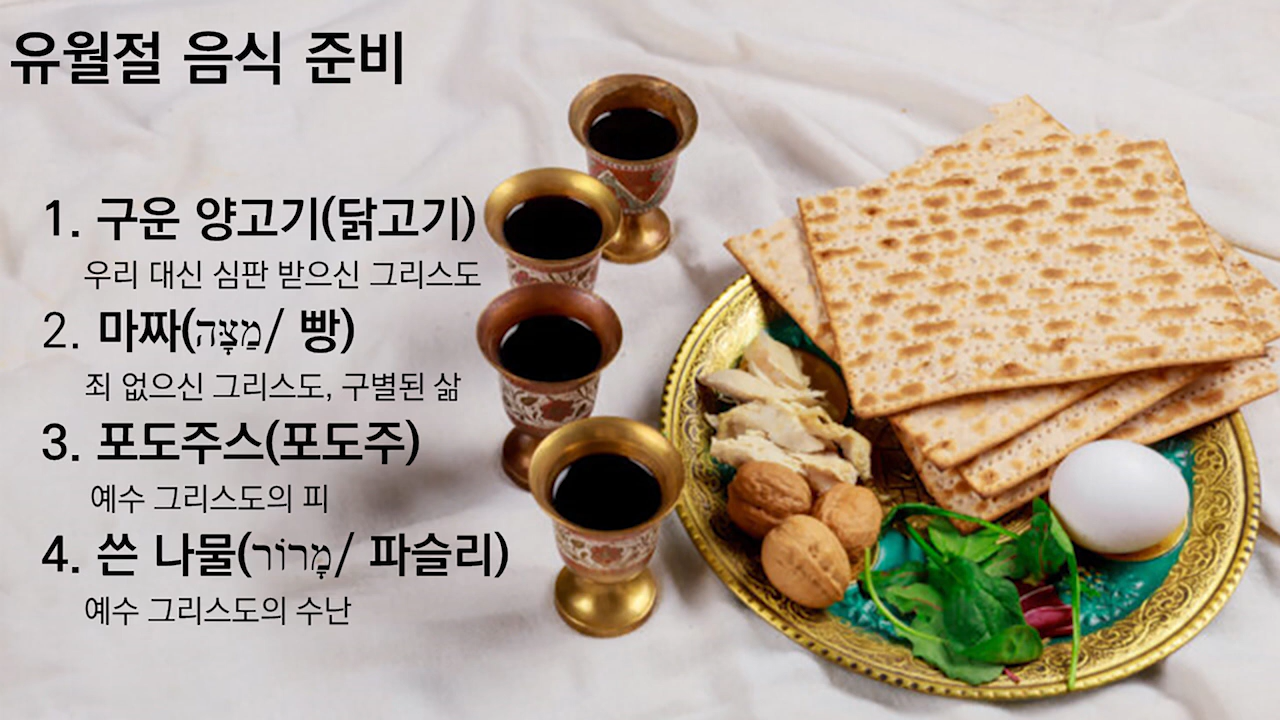 유월절 음식 준비
1. 구운 양고기(닭고기)
우리 대신 심판 받으신 그리스도
2. 마짜(מַצָּה/ 빵)
죄 없으신 그리스도, 구별된 삶
3. 포도주스(포도주)
예수 그리스도의 피
4. 쓴 나물(מָרוֹר/ 파슬리)
예수 그리스도의 수난